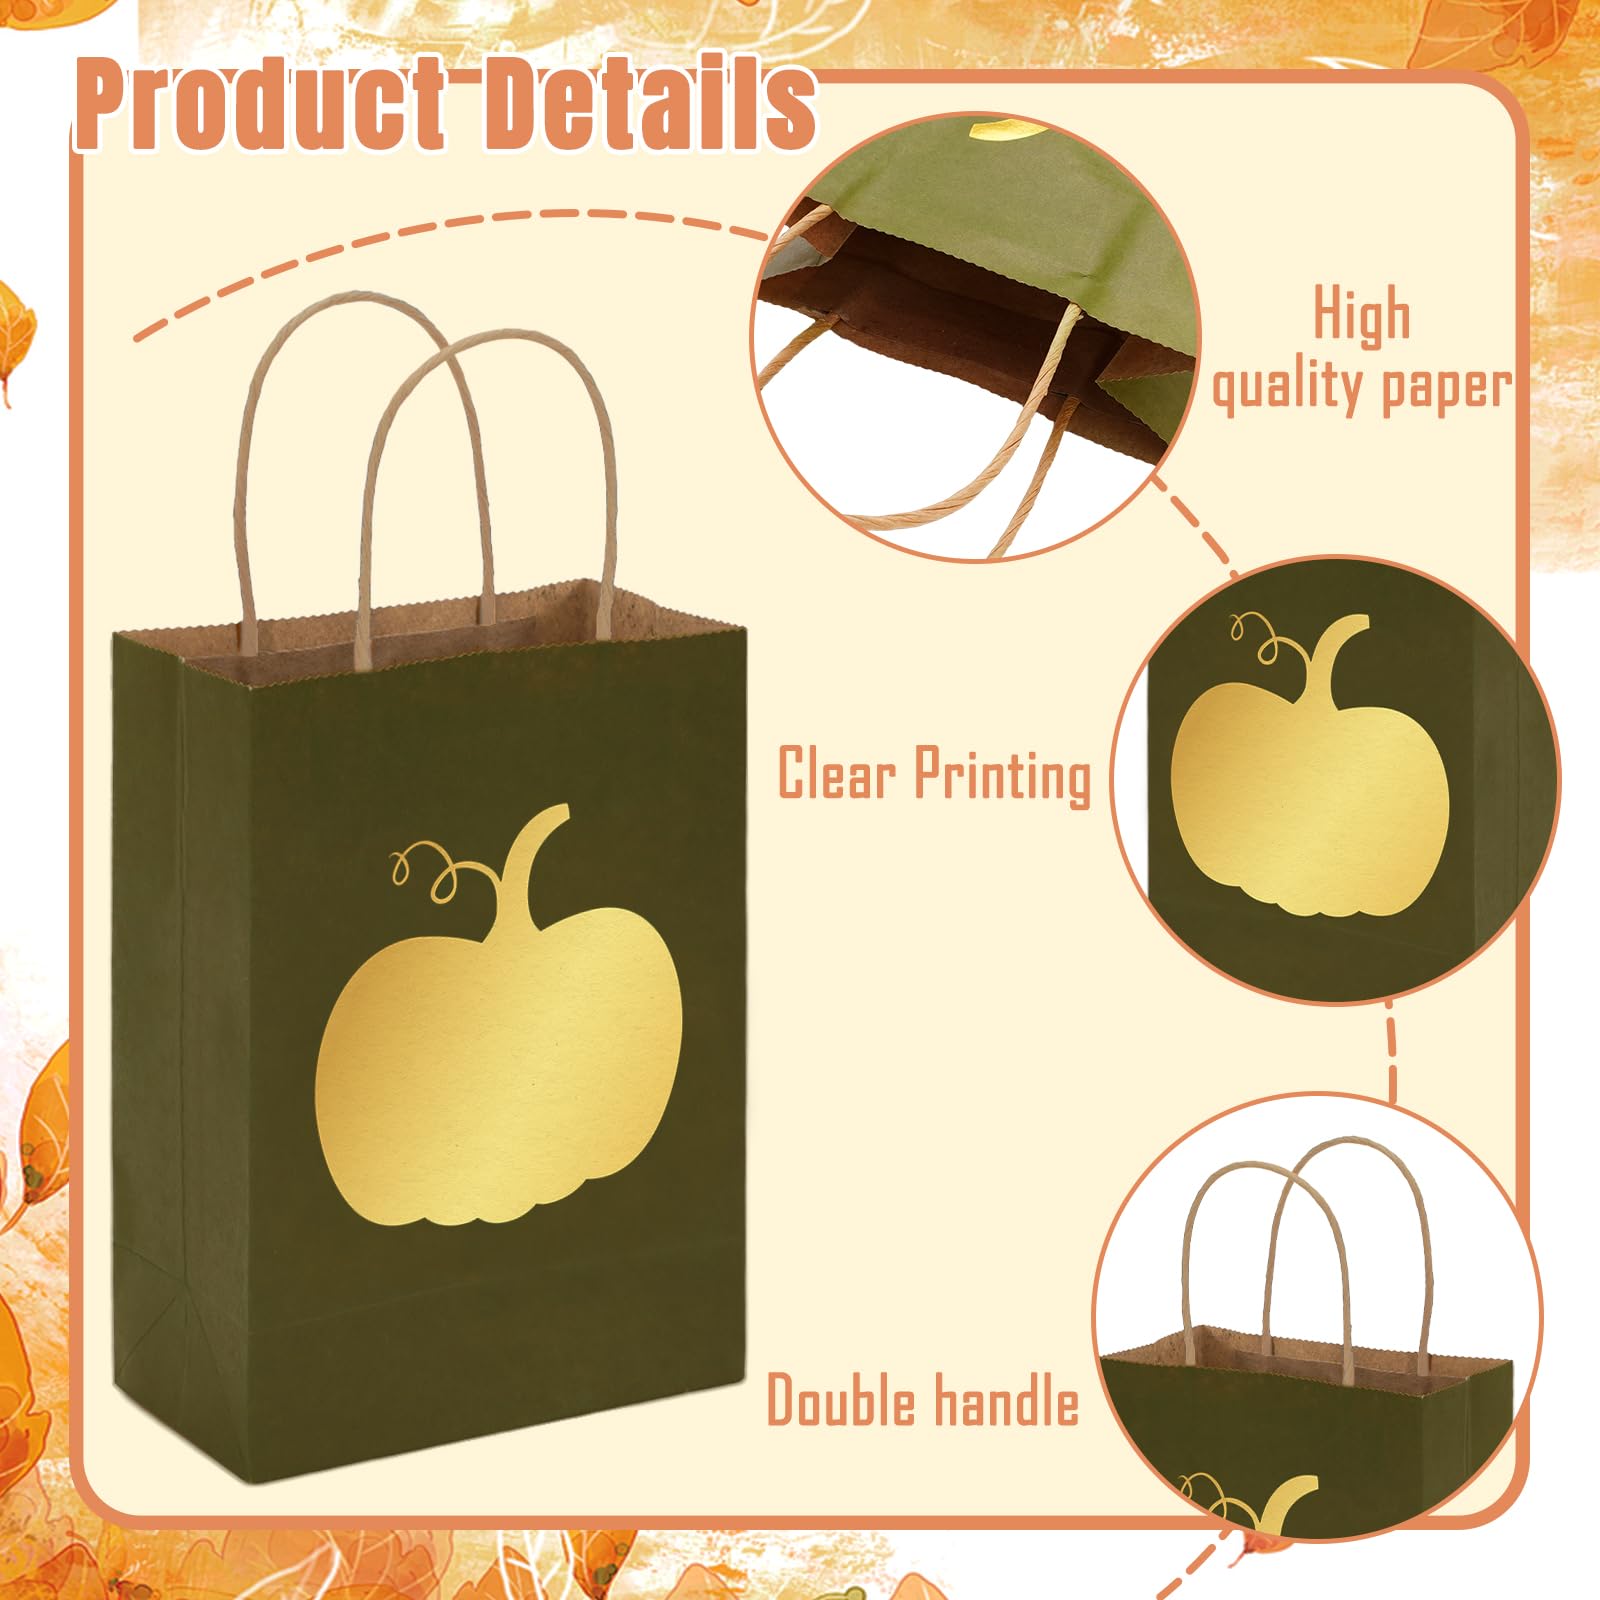 Product Details
High
quality paper
Clear Printing
Double handle